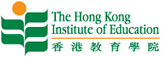 The Hong Kong
Institute of Education
香港教育學院